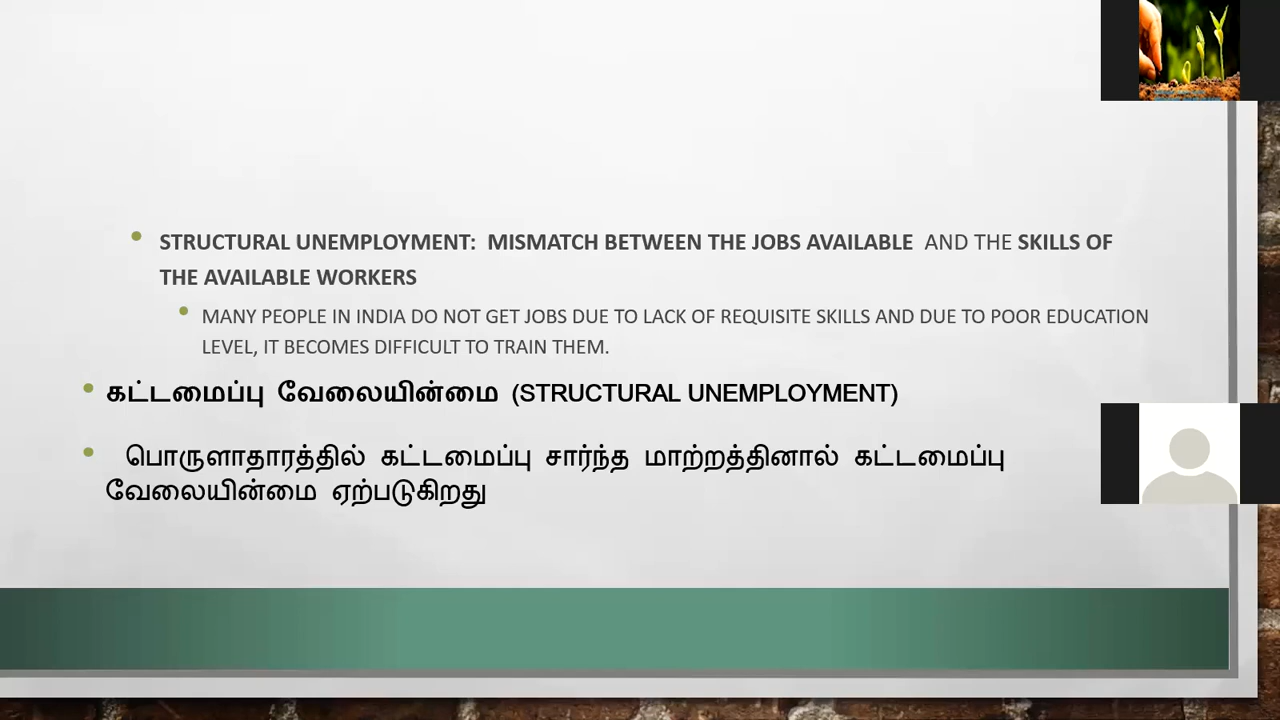 STRUCTURAL UNEMPLOYMENT: MISMATCH BETWEEN THE JOBS AVAILABLE AND THE SKILLS OF
THE AVAILABLE WORKERS
MANY PEOPLE IN INDIA DO NOT GET JOBS DUE TO LACK OF REQUISITE SKILLS AND DUE TO POOR EDUCATION
LEVEL, IT BECOMES DIFFICULT TO TRAIN THEM.
கட்டமைப்பு வேலையின்மை (STRUCTURAL UNEMPLOYMENT)
பொருளாதாரத்தில் கட்டமைப்பு சார்ந்த மாற்றத்தினால் கட்டமைப்பு
வேலையின்மை ஏற்படுகிறது